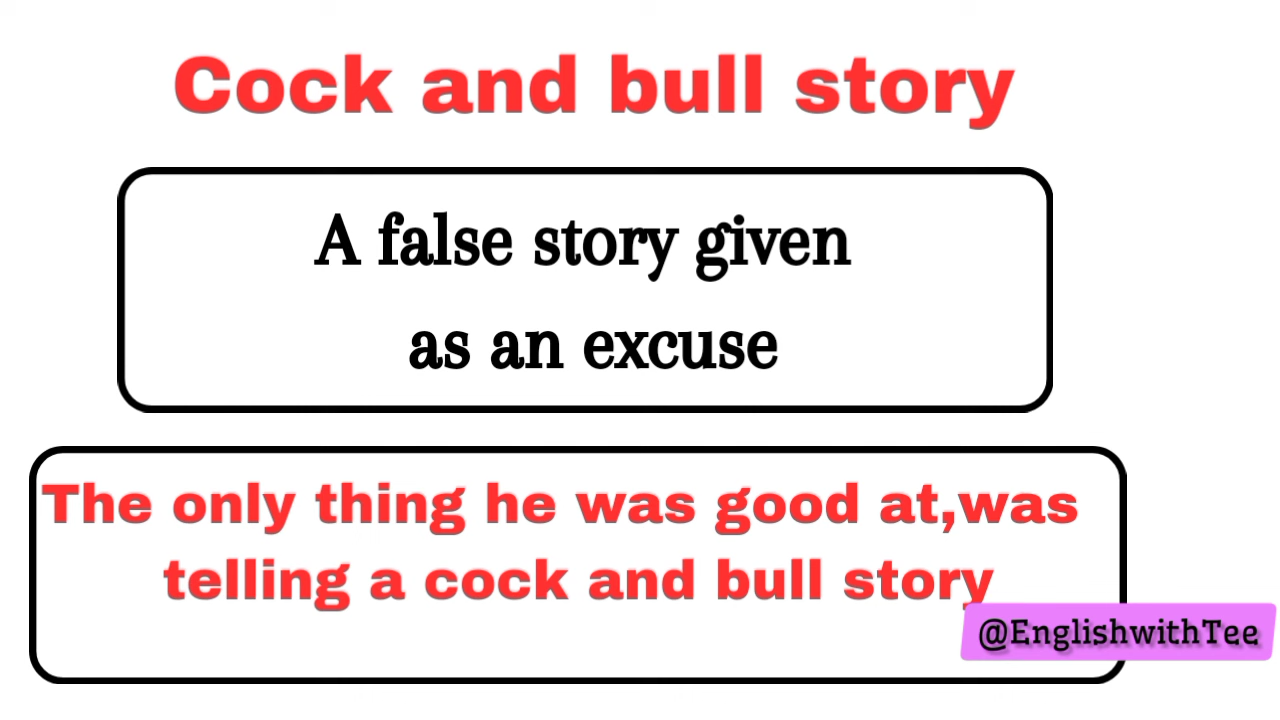 Cock and bull story
A false story given
as an excuse
The only thing he was good at,was
telling a cock and bull story
@EnglishwithTee